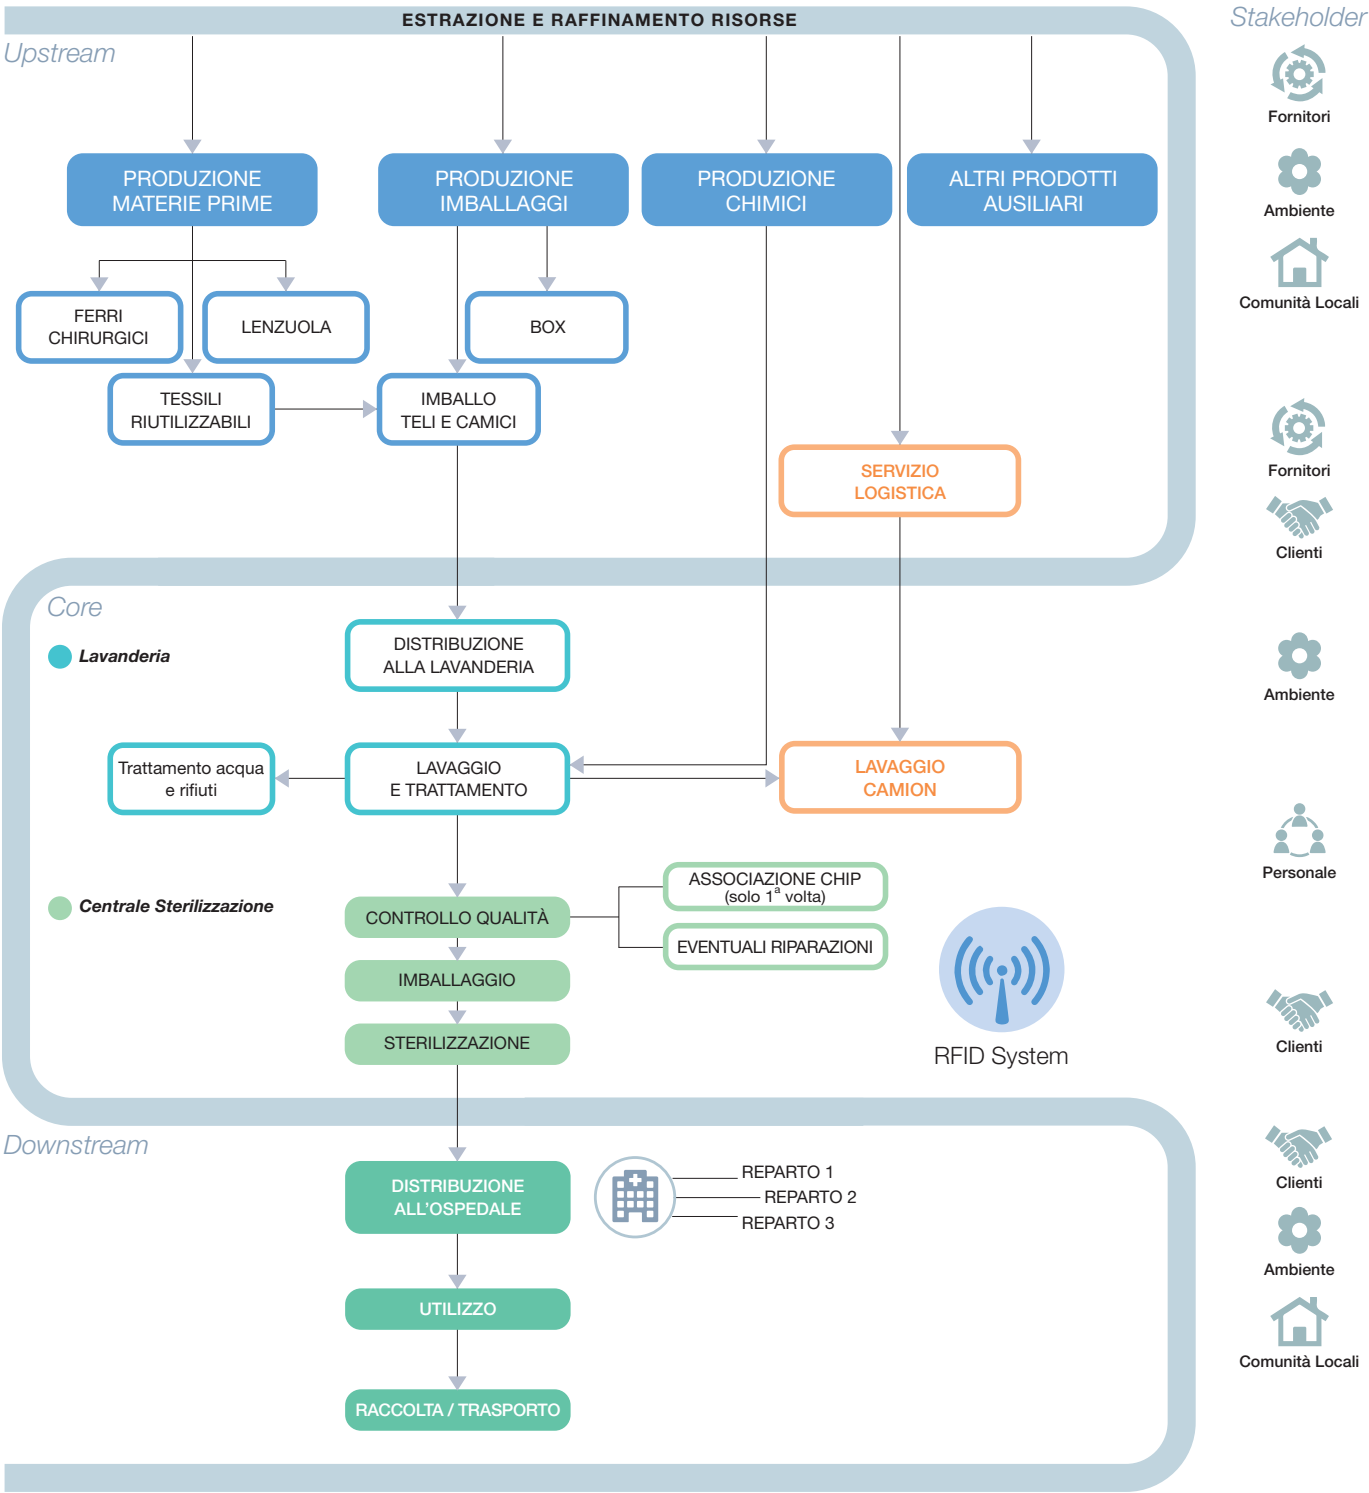 ESTRAZIONE E RAFFINAMENTO RISORSE
Stakeholder
Upstream
Fornitori
Ambiente
Comunità Locali
PRODUZIONE
MATERIE PRIME
PRODUZIONE
IMBALLAGGI
PRODUZIONE
CHIMICI
ALTRI PRODOTTI
AUSILIARI
FERRI
CHIRURGICI
LENZUOLA
BOX
TESSILI
RIUTILIZZABILI
IMBALLO
TELI E CAMICI
SERVIZIO
LOGISTICA
Fornitori
Clienti
Core
Lavanderia
DISTRIBUZIONE
ALLA LAVANDERIA
Ambiente
Trattamento acqua
e rifiuti
LAVAGGIO
E TRATTAMENTO
LAVAGGIO
CAMION
Personale
Centrale Sterilizzazione
CONTROLLO QUALITÀ
ASSOCIAZIONE CHIP
(solo 1ª volta)
EVENTUALI RIPARAZIONI
IMBALLAGGIO
STERILIZZAZIONE
RFID System
Clienti
Downstream
DISTRIBUZIONE
ALL'OSPEDALE
REPARTO 1
REPARTO 2
REPARTO 3
Clienti
Ambiente
UTILIZZO
Comunità Locali
RACCOLTA / TRASPORTO